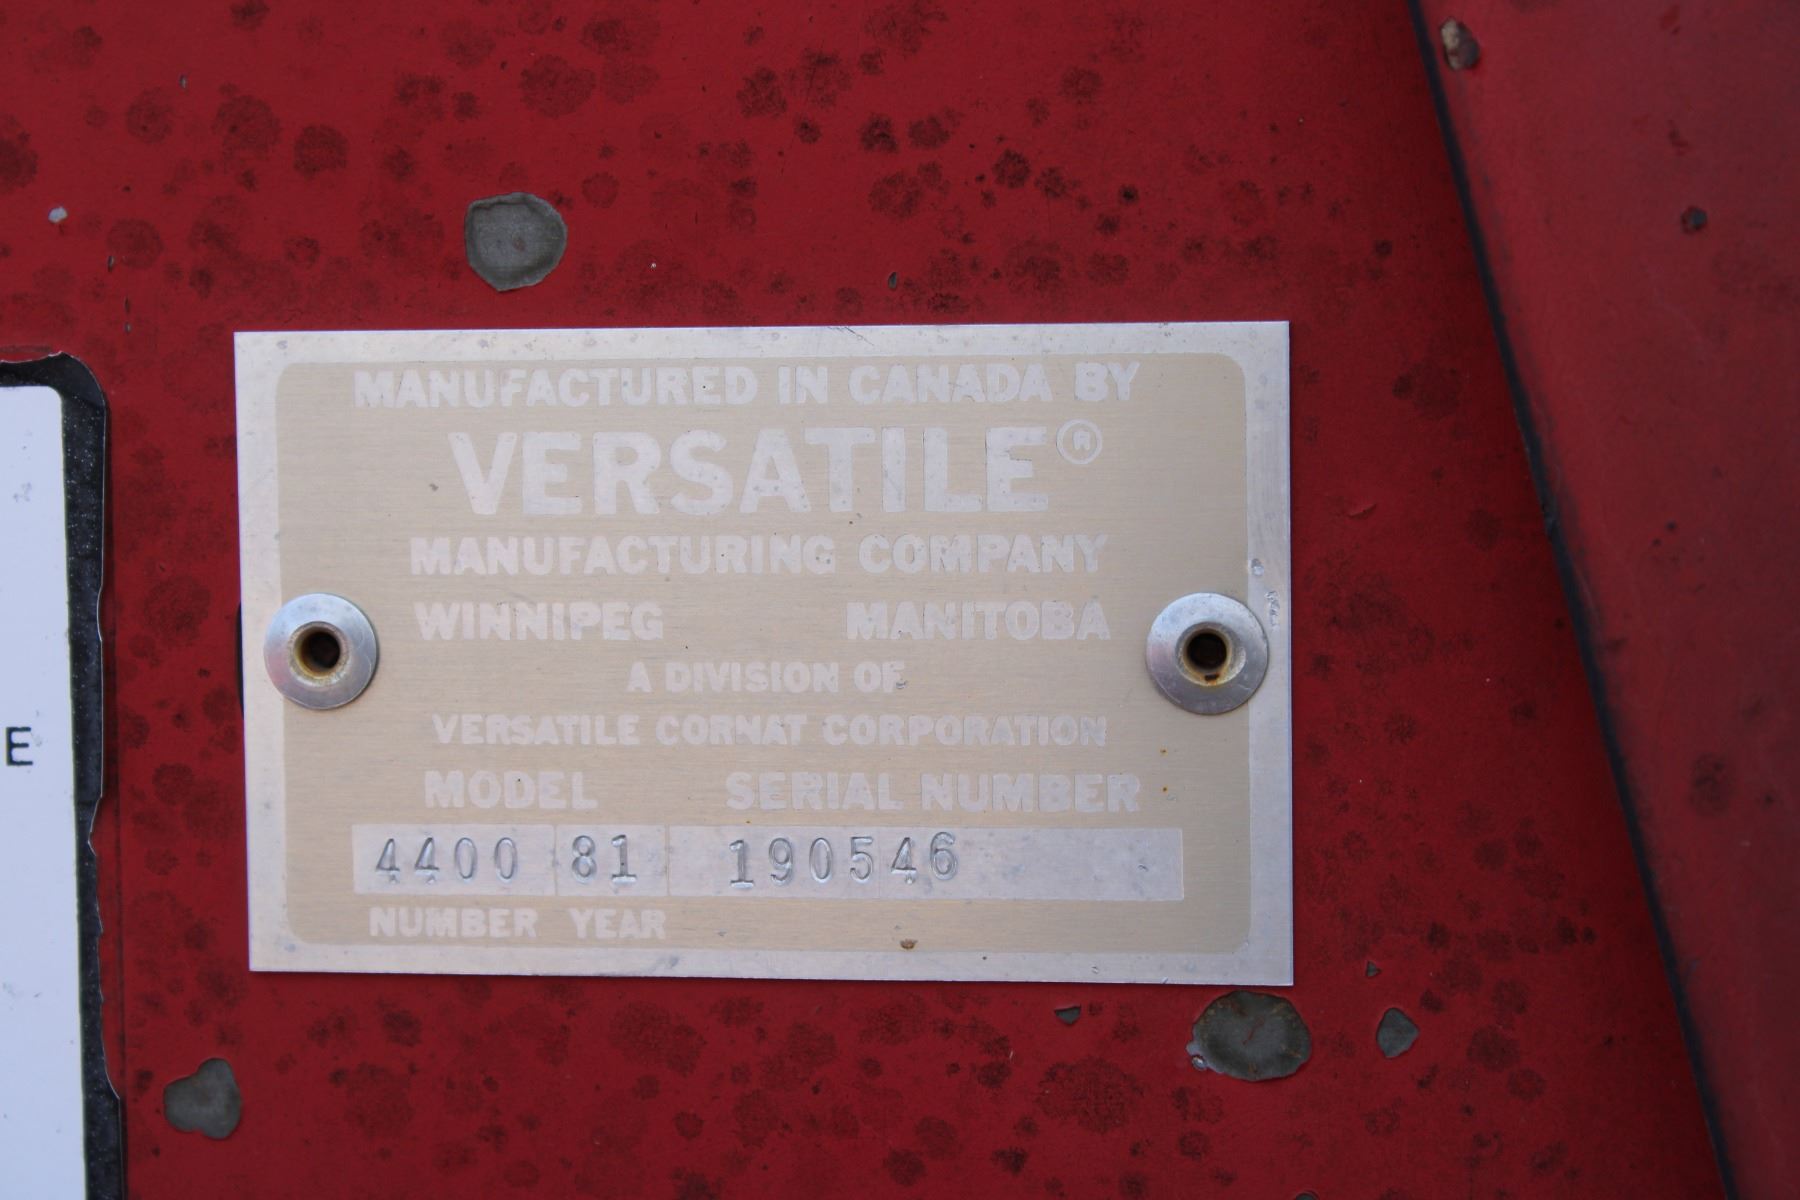 MANUFACTURED IN CANADA BY
VERSATILE®
MANUFACTURING COMPANY
WINNIPEG MANITOBA
A DIVISION OF
VERSATILE CORNAT CORPORATION
MODEL SERIAL NUMBER
4400 81 190546
NUMBER YEAR
E